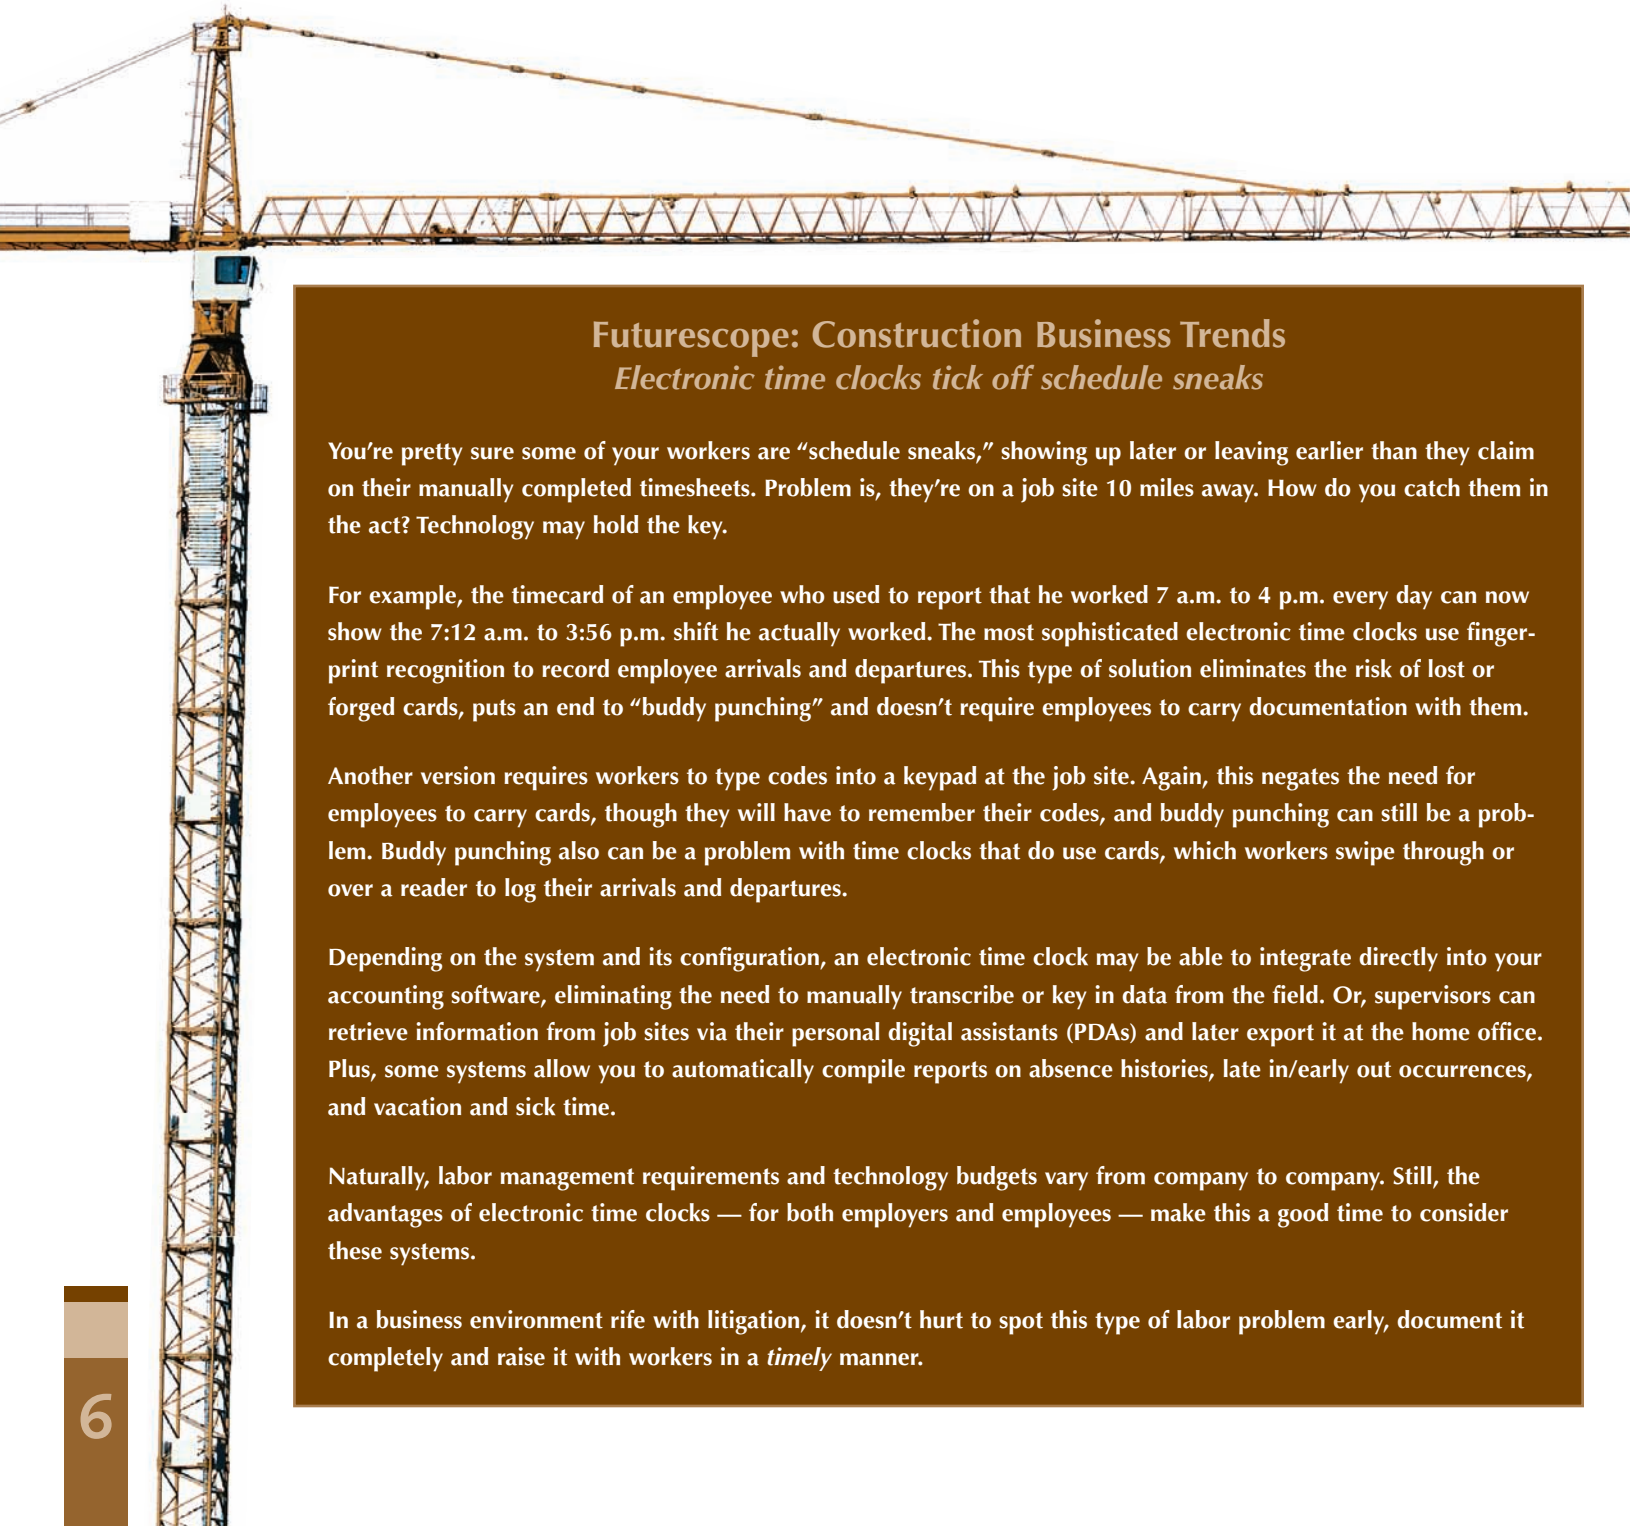 Futurescope: Construction Business Trends
Electronic time clocks tick off schedule sneaks
You’re pretty sure some of your workers are “schedule sneaks,” showing up later or leaving earlier than they claim
on their manually completed timesheets. Problem is, they’re on a job site 10 miles away. How do you catch them in
the act? Technology may hold the key.
For example, the timecard of an employee who used to report that he worked 7 a.m. to 4 p.m. every day can now
show the 7:12 a.m. to 3:56 p.m. shift he actually worked. The most sophisticated electronic time clocks use finger-
print recognition to record employee arrivals and departures. This type of solution eliminates the risk of lost or
forged cards, puts an end to “buddy punching” and doesn’t require employees to carry documentation with them.
Another version requires workers to type codes into a keypad at the job site. Again, this negates the need for
employees to carry cards, though they will have to remember their codes, and buddy punching can still be a prob-
lem. Buddy punching also can be a problem with time clocks that do use cards, which workers swipe through or
over a reader to log their arrivals and departures.
Depending on the system and its configuration, an electronic time clock may be able to integrate directly into your
accounting software, eliminating the need to manually transcribe or key in data from the field. Or, supervisors can
retrieve information from job sites via their personal digital assistants (PDAs) and later export it at the home office.
Plus, some systems allow you to automatically compile reports on absence histories, late in/early out occurrences,
and vacation and sick time.
Naturally, labor management requirements and technology budgets vary from company to company. Still, the
advantages of electronic time clocks — for both employers and employees — make this a good time to consider
these systems.
In a business environment rife with litigation, it doesn’t hurt to spot this type of labor problem early, document it
completely and raise it with workers in a timely manner.
6